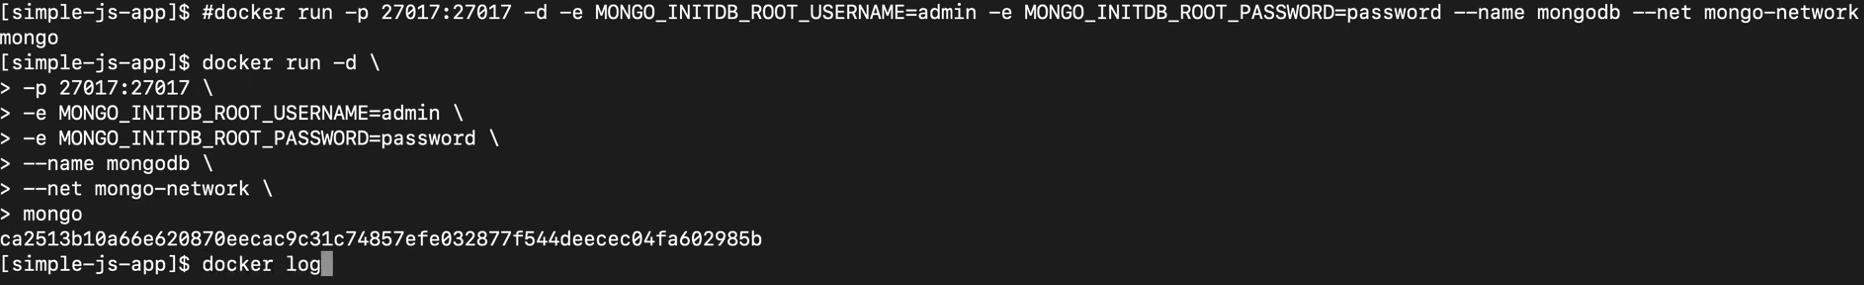 [simple-js-app]$ #docker run -p 27017:27017 -d -e MONGO_INITDB_ROOT_USERNAME=admin -e MONGO_INITDB_ROOT_PASSWORD=password --name mongodb --net mongo-network
mongo
[simple-js-app]$ docker run -d \
> -p 27017:27017 \
> -e MONGO_INITDB_ROOT_USERNAME=admin \
> -e MONGO_INITDB_ROOT_PASSWORD=password \
> --name mongodb \
> --net mongo-network \
> mongo
ca2513b10a66e620870eecac9c31c74857efe032877f544deecec04fa602985b
[simple-js-app]$ docker log